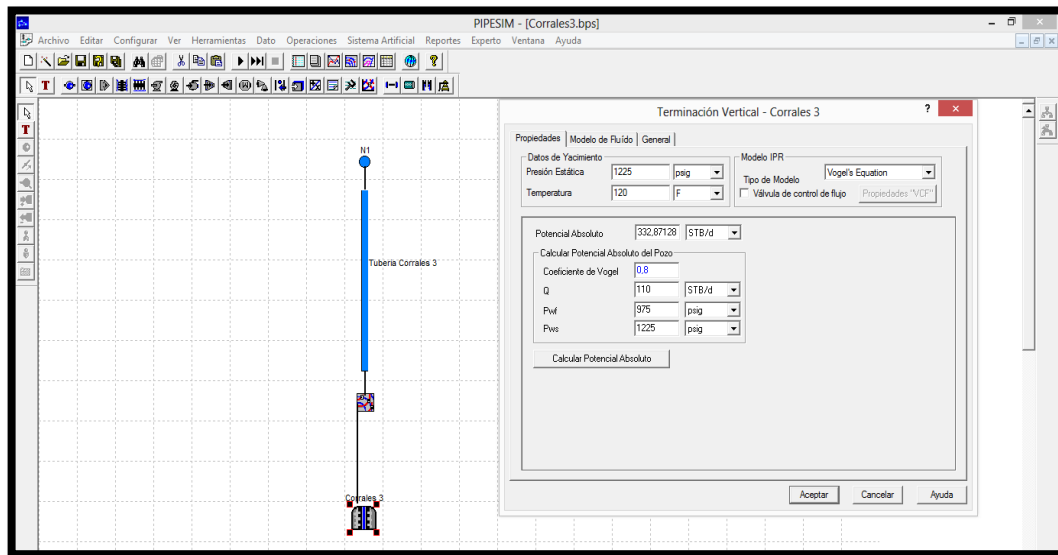 PIPESIM - [Corrales3.bps]
Archivo Editar Configurar Ver Herramientas Dato Operaciones Sistema Artificial Reportes Experto Ventana Ayuda
T
T
N1
Tuberia Corrales 3
Corrales 3
Terminación Vertical - Corrales 3
Propiedades Modelo de Fluído General
Datos de Yacimiento
Presión Estática 1225 psig
Temperatura 120 F
Modelo IPR
Tipo de Modelo Vogel's Equation
Válvula de control de flujo Propiedades "VCF"
Potencial Absoluto 332,87128 STB/d
Calcular Potencial Absoluto del Pozo
Coeficiente de Vogel 0,8
Q 110 STB/d
Pwf 975 psig
Pws 1225 psig
Calcular Potencial Absoluto
Aceptar Cancelar Ayuda